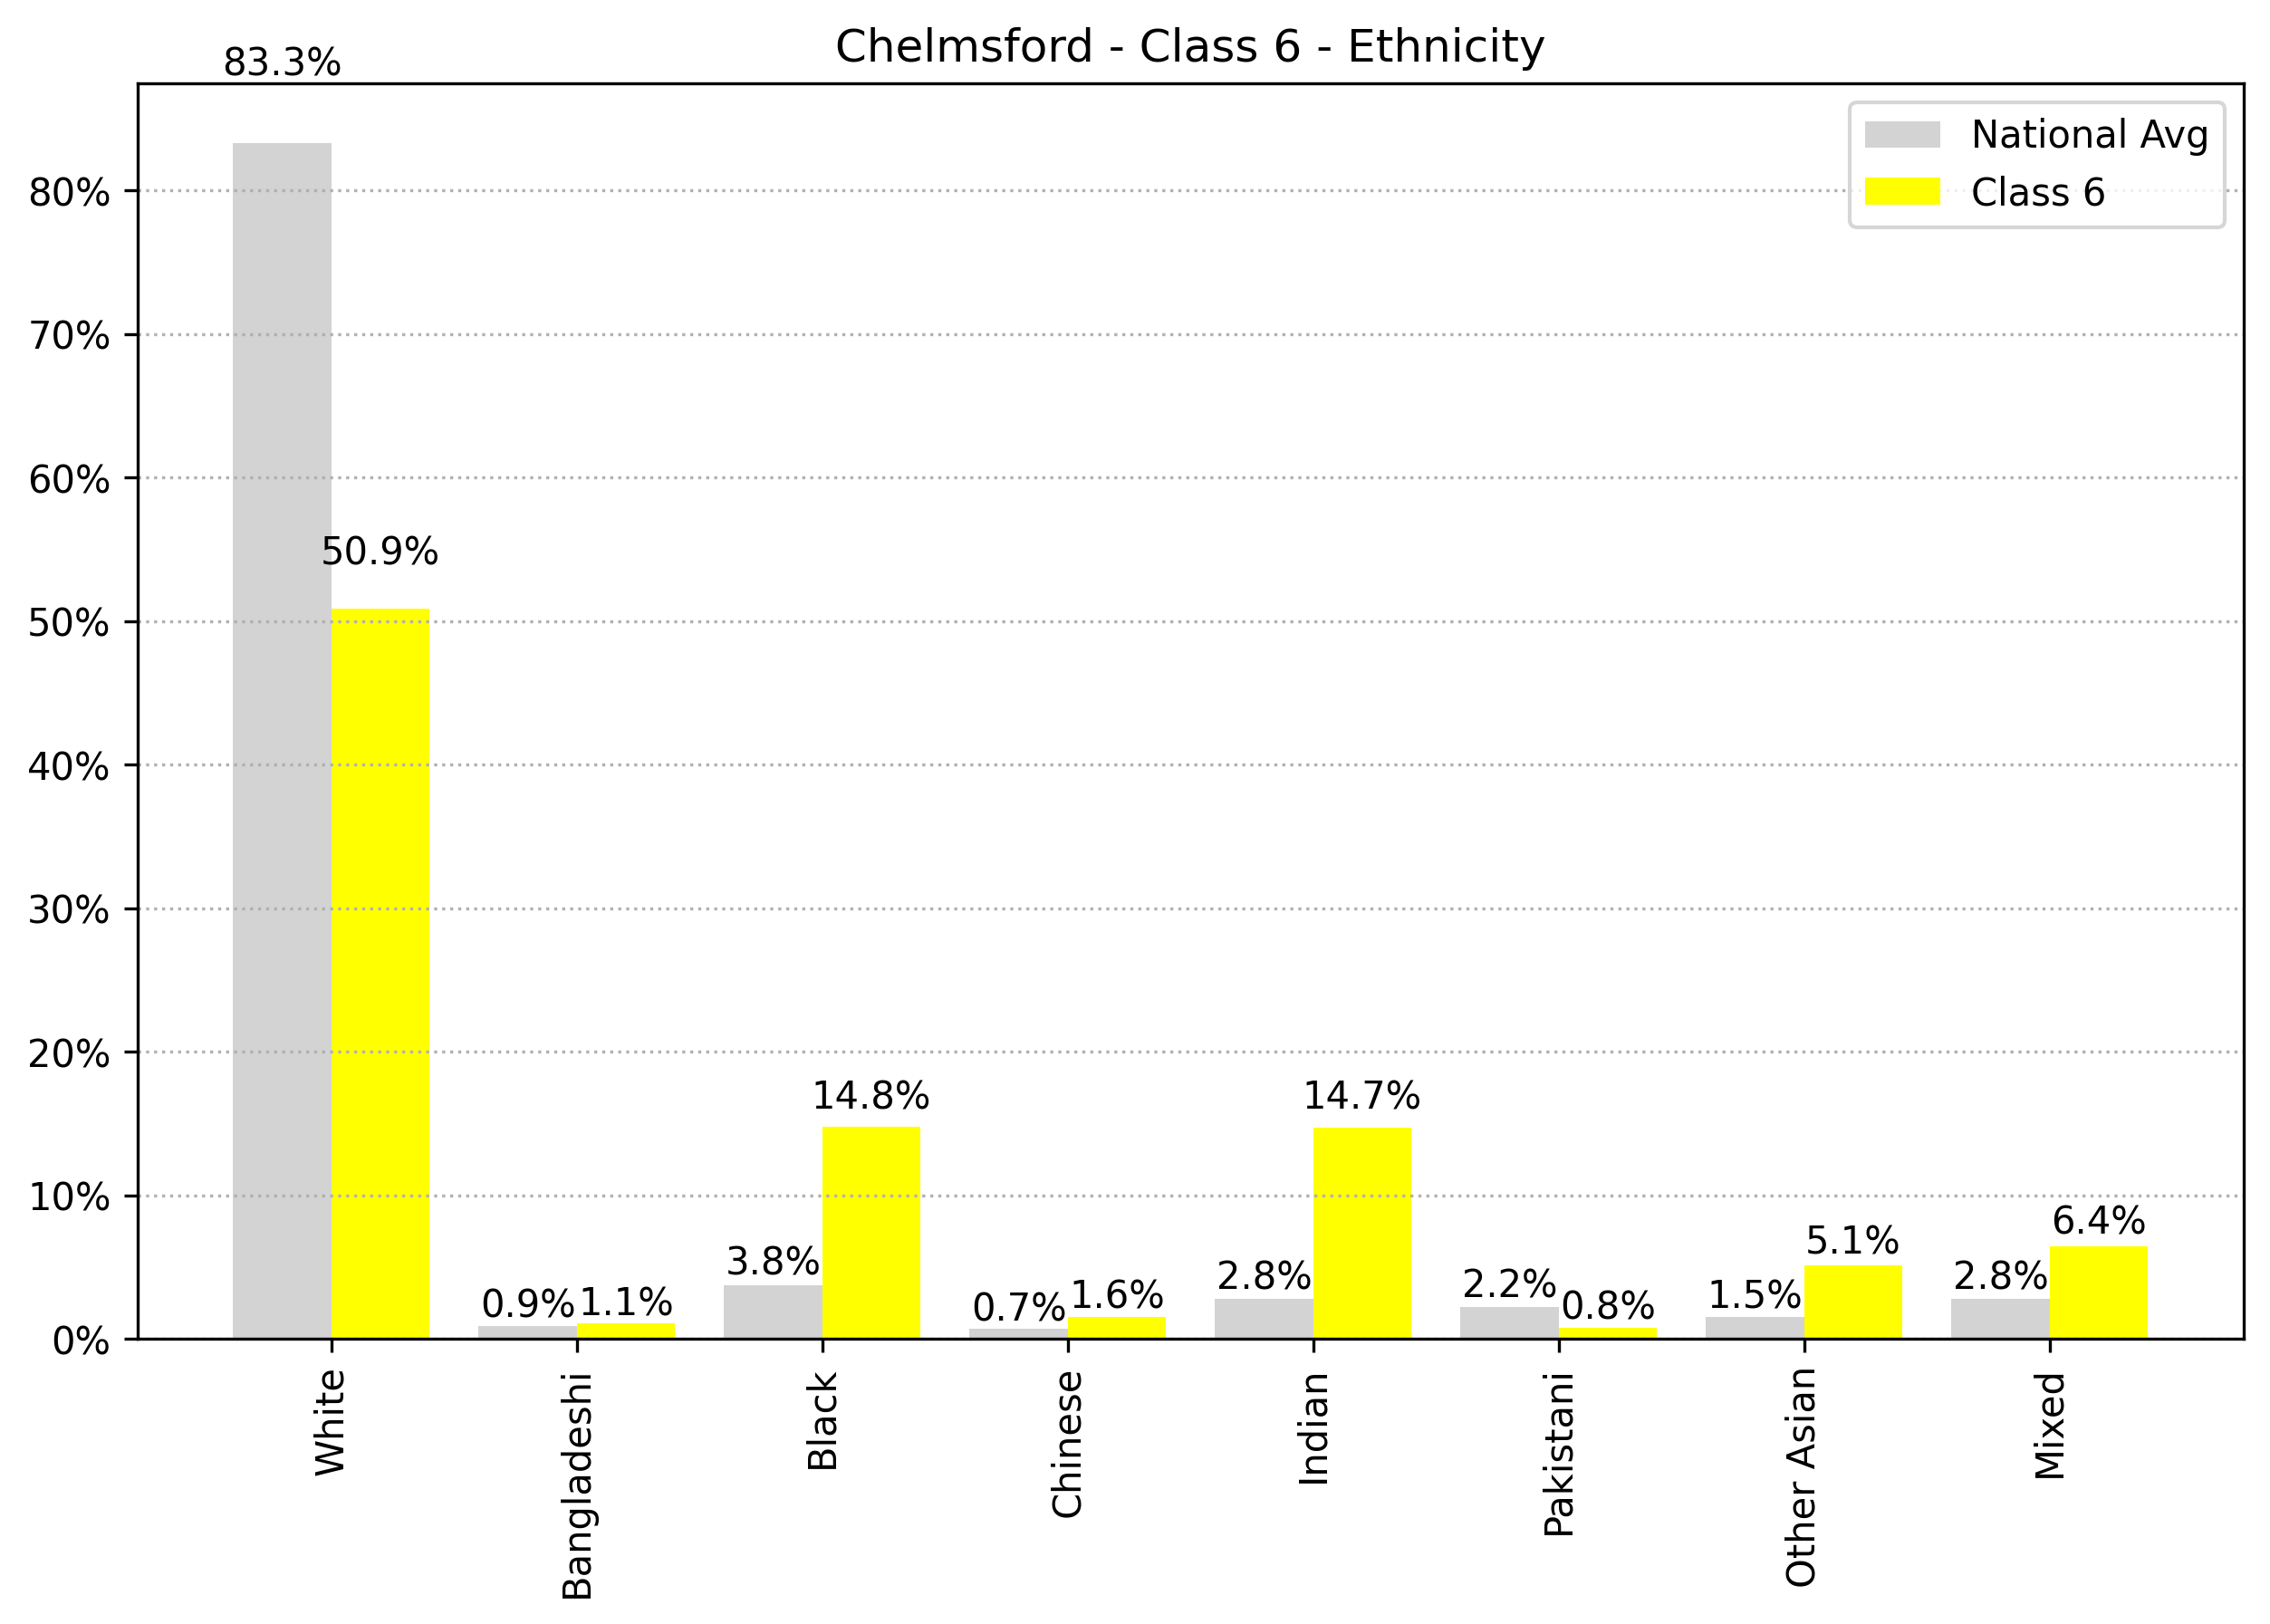 Chelmsford - Class 6 - Ethnicity
83.3%
National Avg
Class 6
80%
70%
60%
50.9%
50%
40%
30%
20%
14.8%
14.7%
10%
6.4%
5.1%
3.8%
2.8%
2.8%
2.2%
1.6%
1.5%
1.1%
0.9%
0.8%
0.7%
0%
White
Bangladeshi
Black
Chinese
Indian
Pakistani
Other Asian
Mixed